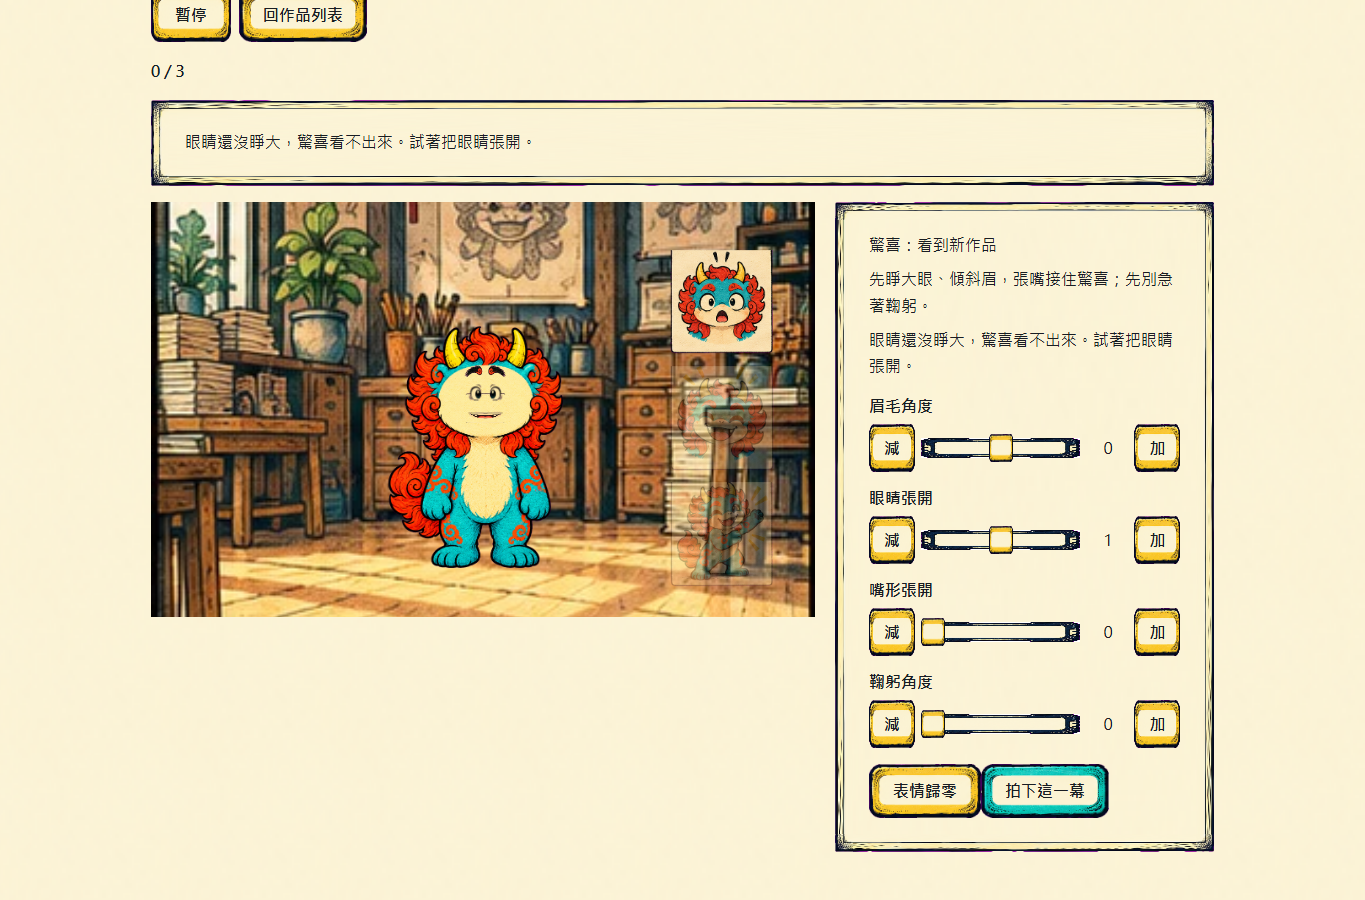 暫停 回作品列表
0 / 3
眼睛還沒睜大，驚喜看不出來。試著把眼睛張開。
驚喜：看到新作品
先睜大眼、傾斜眉，張嘴接住驚喜；先別急
著鞠躬。
眼睛還沒睜大，驚喜看不出來。試著把眼睛
張開。
眉毛角度
減 0 加
眼睛張開
減 1 加
嘴形張開
減 0 加
鞠躬角度
減 0 加
表情歸零 拍下這一幕